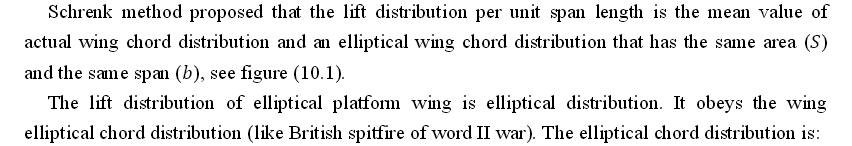 Schrenk method proposed that the lift distribution per unit span length is the mean value of
actual wing chord distribution and an elliptical wing chord distribution that has the same area (S)
and the same span (b), see figure (10.1).
The lift distribution of elliptical platform wing is elliptical distribution. It obeys the wing
elliptical chord distribution (like British spitfire of word II war). The elliptical chord distribution is: